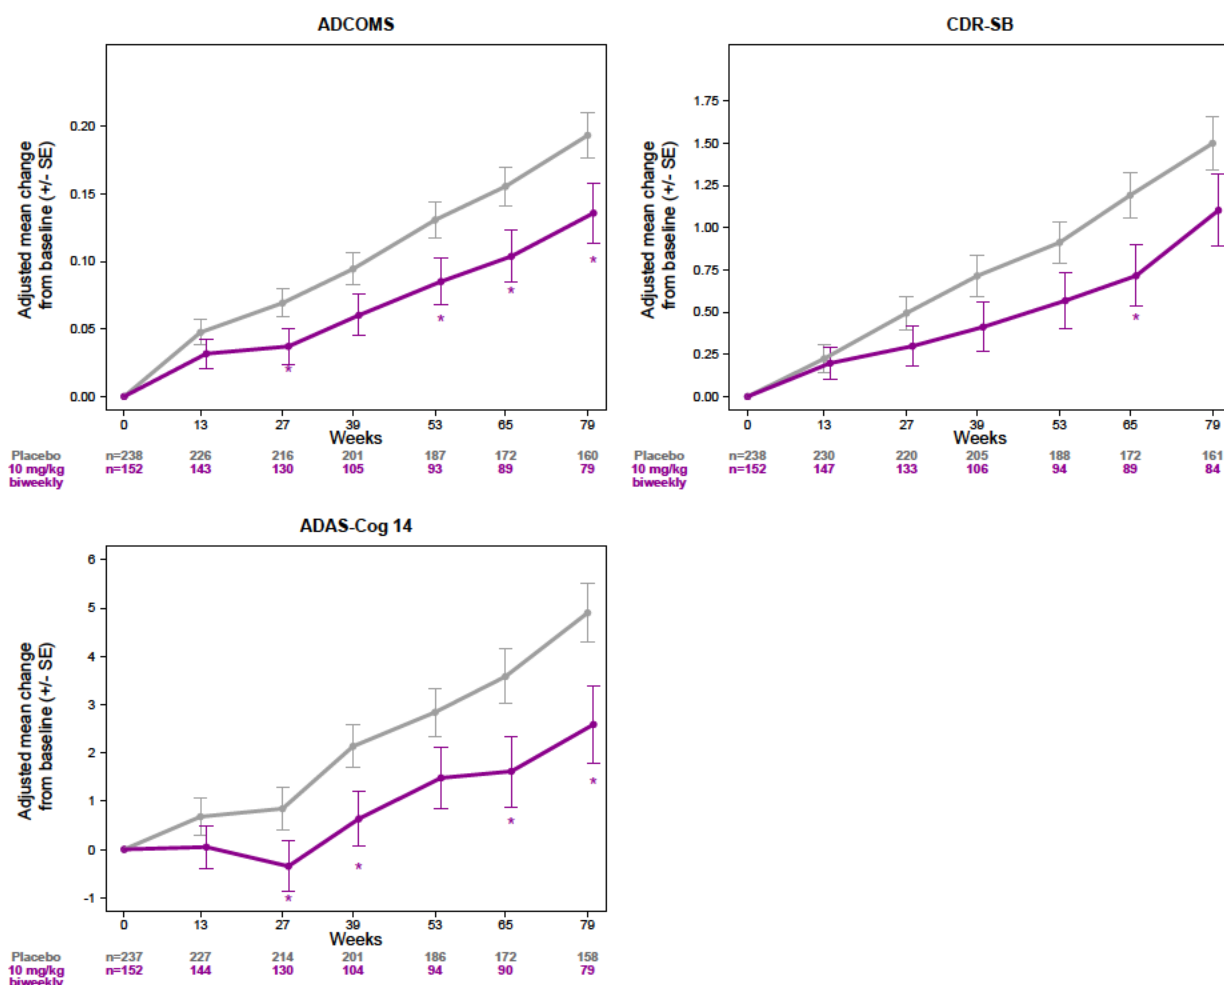 ADCOMS
Adjusted mean change
from baseline (+/- SE)
0.20
0.15
0.10
0.05
0.00
*
*
*
*
0 13 27 39 53 65 79
Weeks
Placebo n=238 226 216 201 187 172 160
10 mg/kg n=152 143 130 105 93 89 79
biweekly
CDR-SB
Adjusted mean change
from baseline (+/- SE)
1.75
1.50
1.25
1.00
0.75
0.50
0.25
0.00
*
0 13 27 39 53 65 79
Weeks
Placebo n=238 230 220 205 188 172 161
10 mg/kg n=152 147 133 106 94 89 84
biweekly
ADAS-Cog 14
Adjusted mean change
from baseline (+/- SE)
6
5
4
3
2
1
0
-1
*
*
*
*
0 13 27 39 53 65 79
Weeks
Placebo n=237 227 214 201 186 172 158
10 mg/kg n=152 144 130 104 94 90 79
biweekly